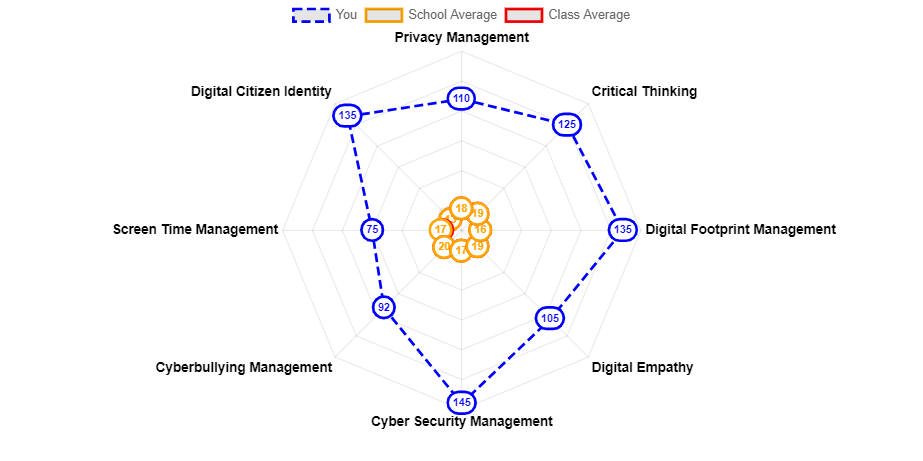 You School Average Class Average
Privacy Management
Digital Citizen Identity
Critical Thinking
135
110
125
18
19
Screen Time Management
75
17
16
135
Digital Footprint Management
20
17
19
92
105
Cyberbullying Management
Digital Empathy
145
Cyber Security Management